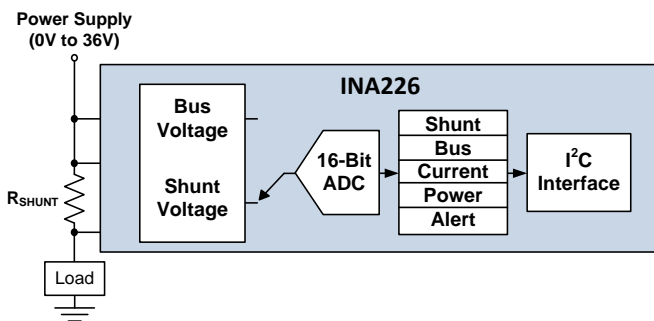 Power Supply
(0V to 36V)
INA226
Bus
Voltage
Shunt
Voltage
16-Bit
ADC
Shunt
Bus
Current
Power
Alert
I²C
Interface
RSHUNT
Load